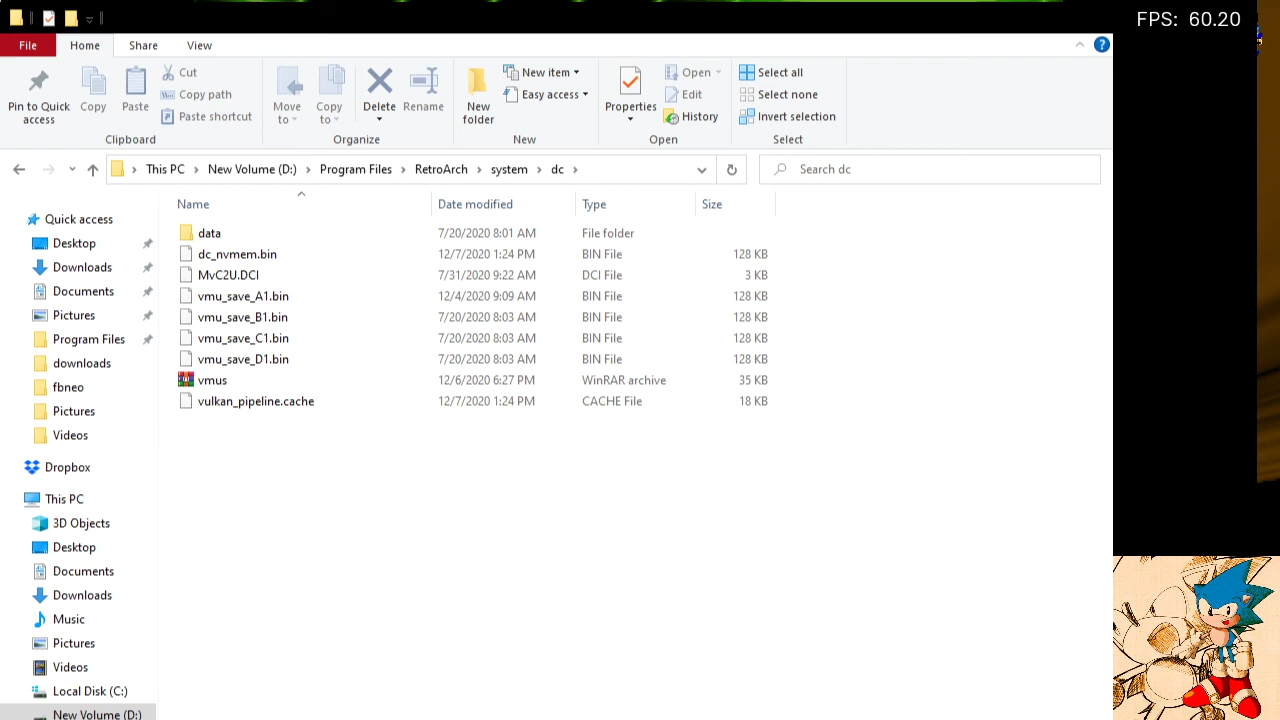 FPS: 60.20
File Home Share View
Pin to Quick access
Copy
Paste
Cut
Copy path
Paste shortcut
Clipboard
Move to
Copy to
Delete
Rename
Organize
New folder
New item
Easy access
New
Properties
Open
Edit
History
Open
Select all
Select none
Invert selection
Select
This PC > New Volume (D:) > Program Files > RetroArch > system > dc >
Search dc
Name Date modified Type Size
data 7/20/2020 8:01 AM File folder
dc_nvmem.bin 12/7/2020 1:24 PM BIN File 128 KB
MvC2U.DCI 7/31/2020 9:22 AM DCI File 3 KB
vmu_save_A1.bin 12/4/2020 9:09 AM BIN File 128 KB
vmu_save_B1.bin 7/20/2020 8:03 AM BIN File 128 KB
vmu_save_C1.bin 7/20/2020 8:03 AM BIN File 128 KB
vmu_save_D1.bin 7/20/2020 8:03 AM BIN File 128 KB
vmus 12/6/2020 6:27 PM WinRAR archive 35 KB
vulkan_pipeline.cache 12/7/2020 1:24 PM CACHE File 18 KB
Quick access
Desktop
Downloads
Documents
Pictures
Program Files
downloads
fbneo
Pictures
Videos
Dropbox
This PC
3D Objects
Desktop
Documents
Downloads
Music
Pictures
Videos
Local Disk (C:)
New Volume (D:)